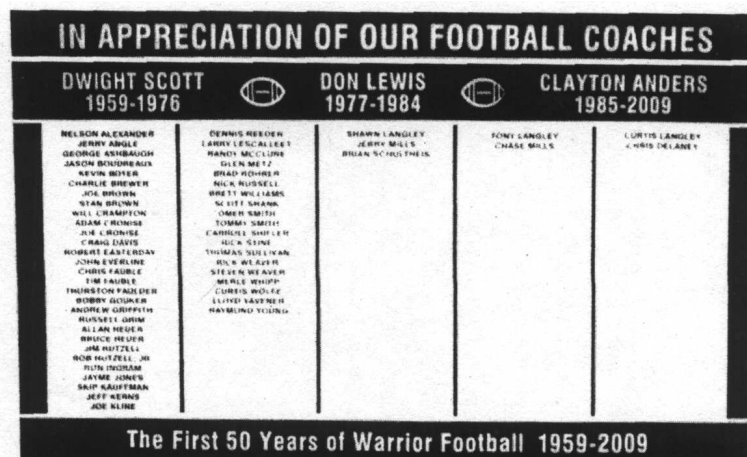 IN APPRECIATION OF OUR FOOTBALL COACHES
DWIGHT SCOTT
1959-1976
DON LEWIS
1977-1984
CLAYTON ANDERS
1985-2009
NELSON ALEXANDER
JERRY ANGLE
GEORGE ASHBAUGH
JASON BOUDREAUX
KEVIN BOYER
CHARLIE BREWER
JOE BROWN
STAN BROWN
WILL CRAMPTON
ADAM CRONISE
JOE CRONISE
CRAIG DAVIS
ROBERT EASTERDAY
JOHN EVERLINE
CHRIS FAUBLE
TIM FAUBLE
THURSTON FAULDER
BOBBY GOUKER
ANDREW GRIFFITH
RUSSELL GRIM
ALLAN HEUER
BRUCE HEUER
JIM HUTZELL
BOB HUTZELL, JR
RON INGRAM
JAYME JONES
SKIP KAUFFMAN
JEFF KERNS
JOE KLINE
DENNIS REEDER
LARRY LESCALLEET
RANDY MCCLURE
GLEN METZ
BRAD ROHRER
NICK RUSSELL
BRETT WILLIAMS
SCOTT SHANK
OMER SMITH
TOMMY SMITH
CARROLL SHIFLER
RICK STINE
THOMAS SULLIVAN
RICK WEAVER
STEVEN WEAVER
MERLE WHIPP
CURTIS WOLFE
LLOYD YAVENER
RAYMOND YOUNG
SHAWN LANGLEY
JERRY MILLS
BRIAN SCHULTHEIS
TONY LANGLEY
CHASE MILLS
CURTIS LANGLEY
CHRIS DELANEY
The First 50 Years of Warrior Football 1959-2009